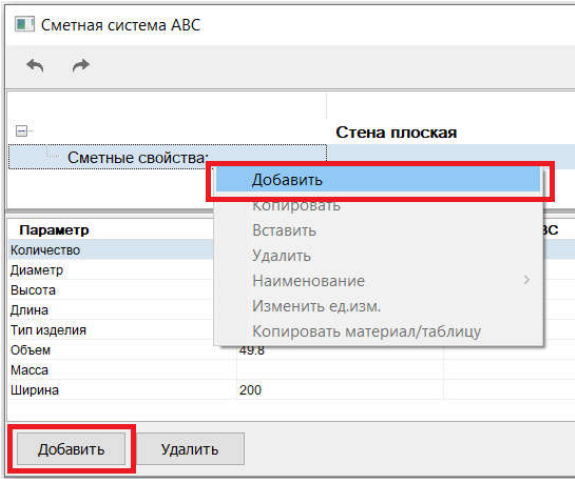 Сметная система ABC
Стена плоская
Сметные свойства:
Добавить
Копировать
Вставить
Удалить
Наименование
Изменить ед.изм.
Копировать материал/таблицу
Параметр
Количество
Диаметр
Высота
Длина
Тип изделия
Объем 49.8
Масса
Ширина 200
Добавить Удалить